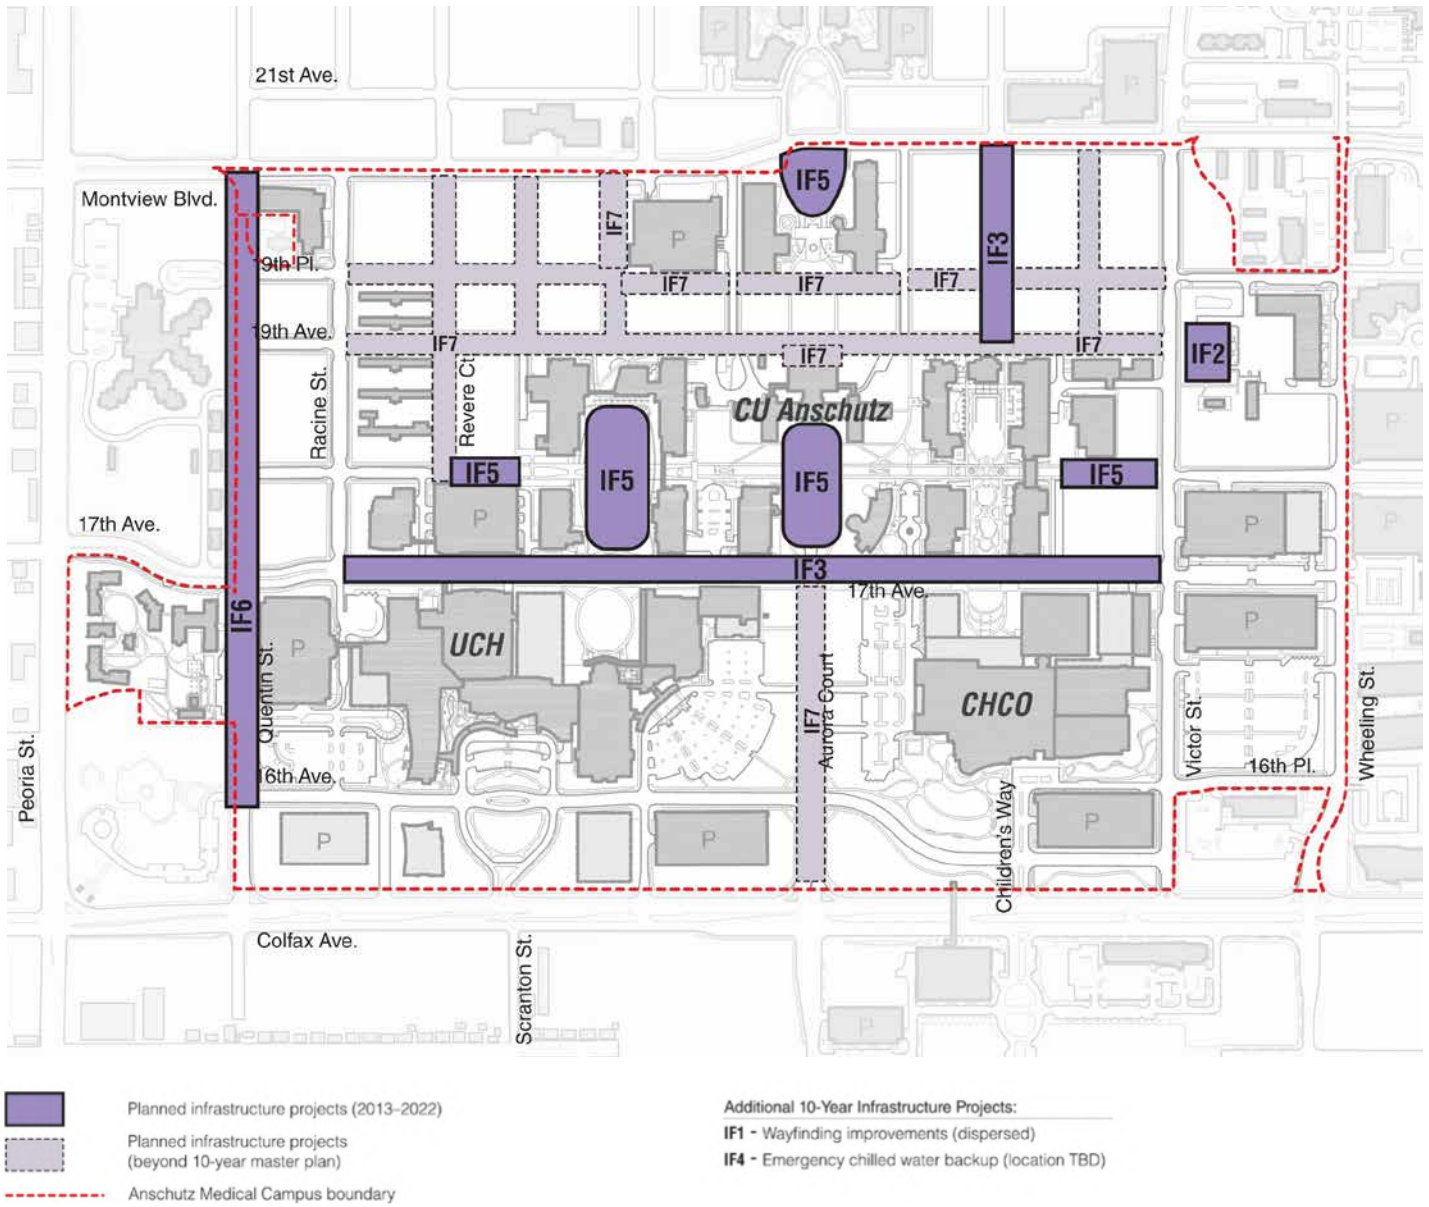 P
P
21st Ave.
P
Montview Blvd.
IF5
IF7
P
IF3
19th Pl.
IF7
IF7
IF7
19th Ave.
IF7
IF7
IF7
IF2
Racine St.
Revere Ct.
CU Anschutz
P
IF5
IF5
IF5
IF5
17th Ave.
P
P
P
IF3
17th Ave.
IF6
UCH
P
P
Quentin St.
IF7
Aurora Court
CHCO
Victor St.
Wheeling St.
Peoria St.
16th Ave.
16th Pl.
P
P
P
Children's Way
Colfax Ave.
Scranton St.
P
Planned infrastructure projects (2013–2022)
Planned infrastructure projects
(beyond 10-year master plan)
Anschutz Medical Campus boundary
Additional 10-Year Infrastructure Projects:
IF1 - Wayfinding improvements (dispersed)
IF4 - Emergency chilled water backup (location TBD)